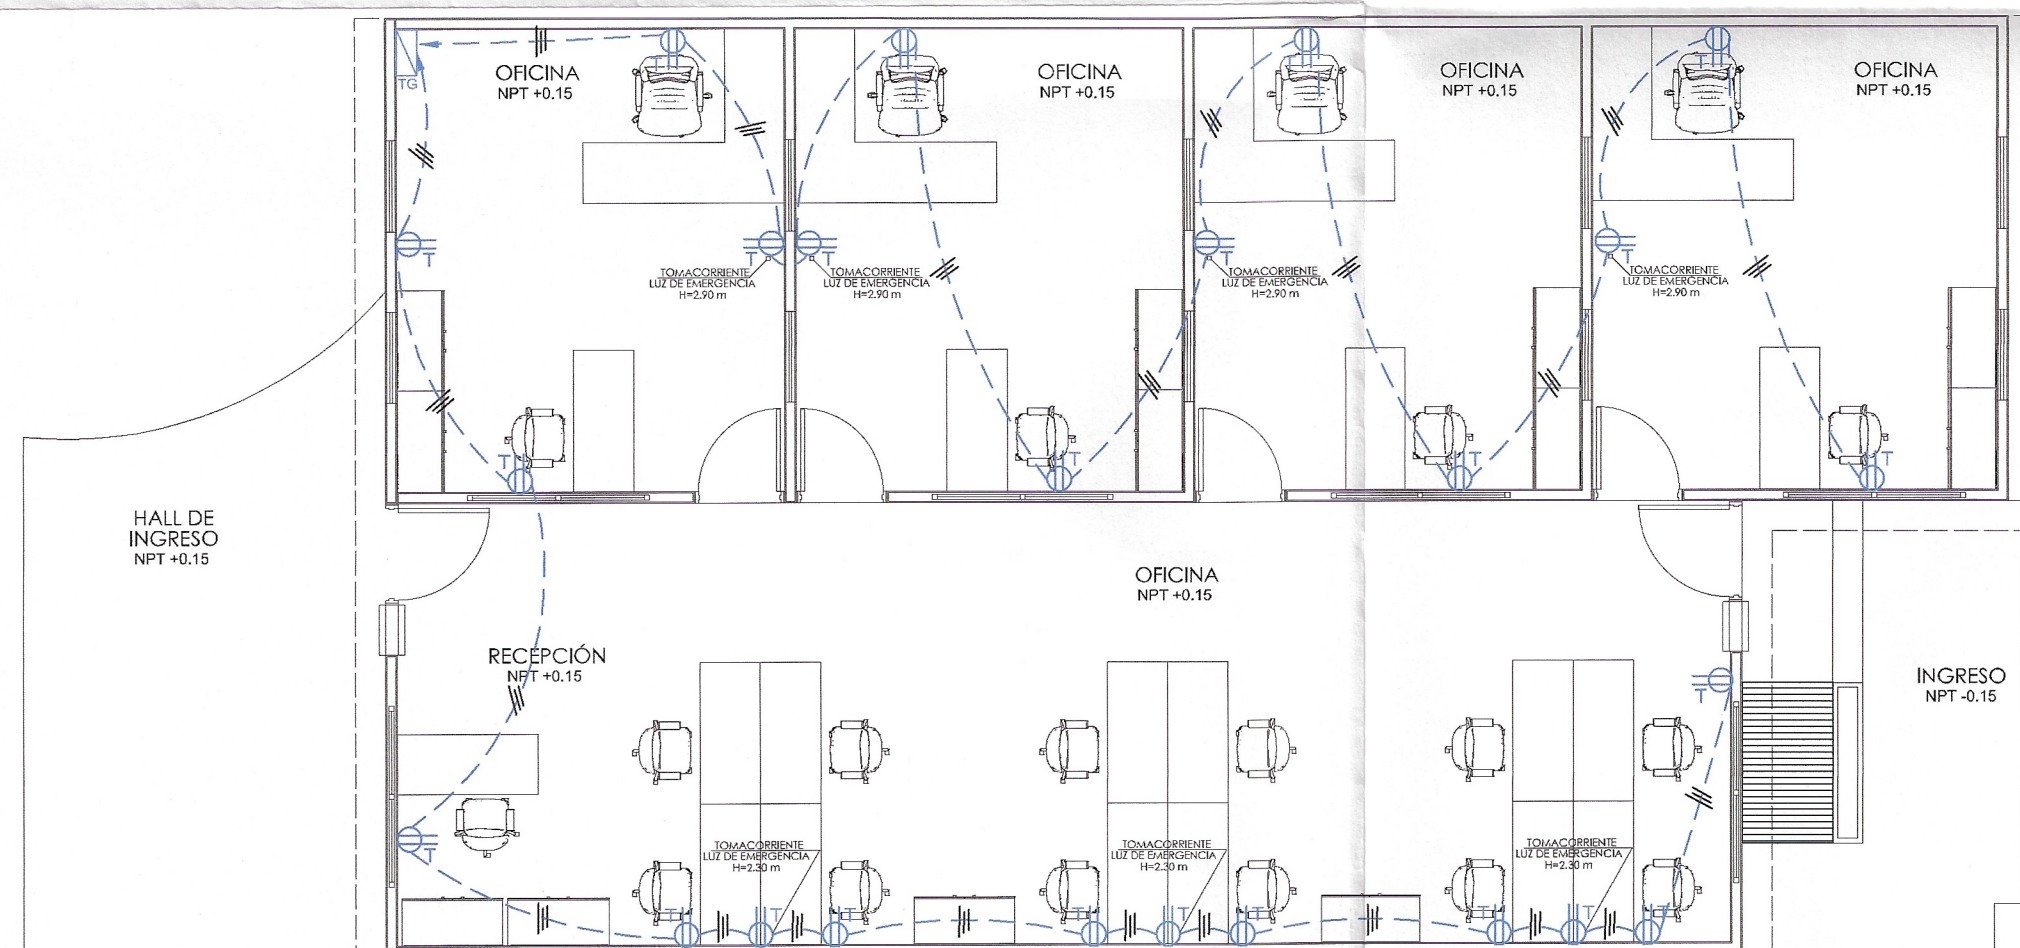 OFICINA
NPT +0.15
OFICINA
NPT +0.15
OFICINA
NPT +0.15
OFICINA
NPT +0.15
TG
T
T
T
T
T
T
T
T
T
TOMACORRIENTE
LUZ DE EMERGENCIA
H=2.90 m
TOMACORRIENTE
LUZ DE EMERGENCIA
H=2.90 m
TOMACORRIENTE
LUZ DE EMERGENCIA
H=2.90 m
TOMACORRIENTE
LUZ DE EMERGENCIA
H=2.90 m
T
T
T
T
HALL DE
INGRESO
NPT +0.15
OFICINA
NPT +0.15
RECEPCIÓN
NPT +0.15
INGRESO
NPT -0.15
T
T
TOMACORRIENTE
LUZ DE EMERGENCIA
H=2.30 m
TOMACORRIENTE
LUZ DE EMERGENCIA
H=2.30 m
TOMACORRIENTE
LUZ DE EMERGENCIA
H=2.30 m
T
T
T
T
T
T
T
T
T